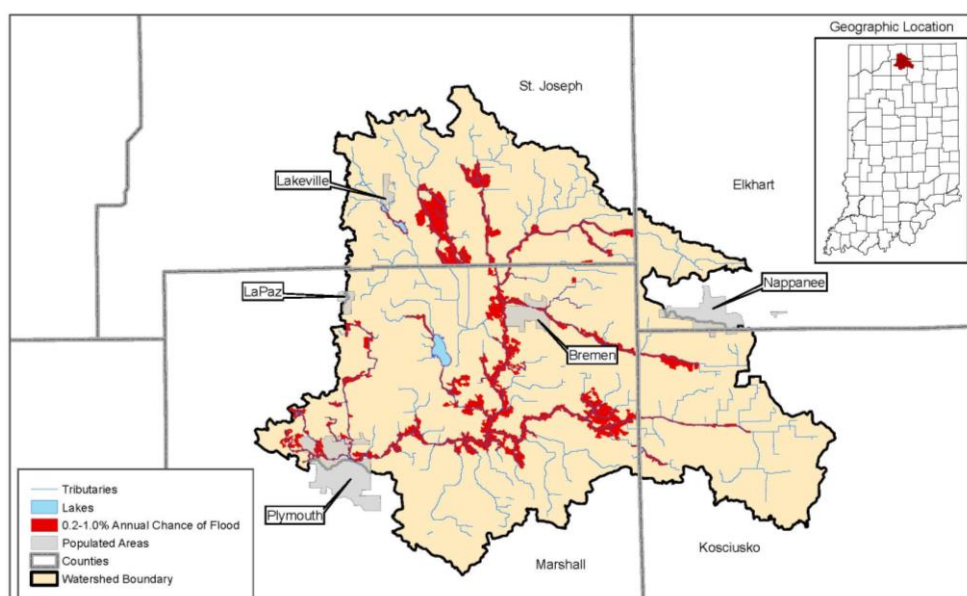 Geographic Location
St. Joseph
Elkhart
Lakeville
LaPaz
Nappanee
Bremen
Plymouth
Marshall
Kosciusko
Tributaries
Lakes
0.2-1.0% Annual Chance of Flood
Populated Areas
Counties
Watershed Boundary